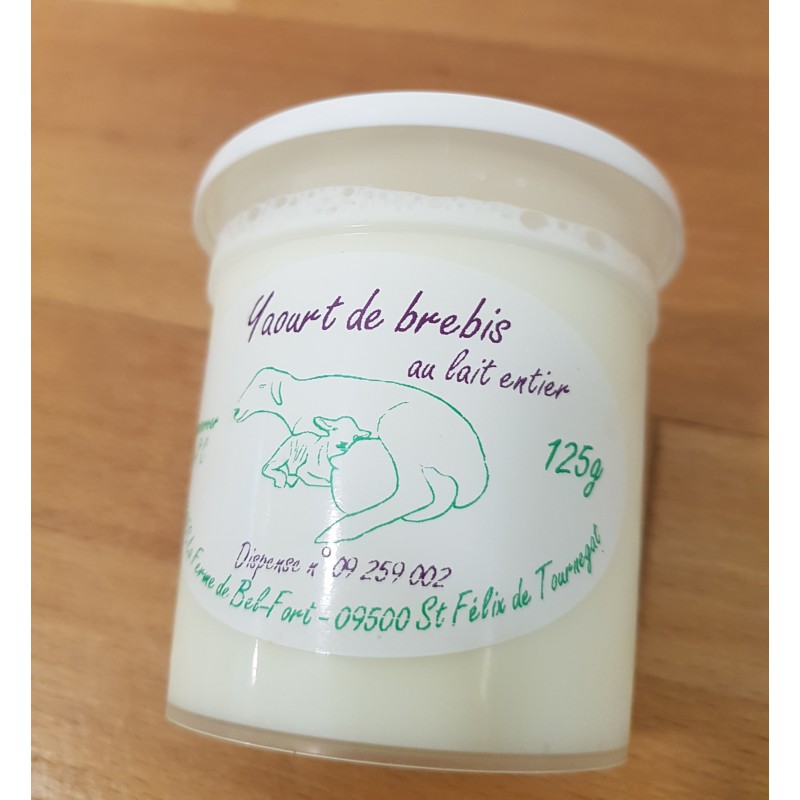 Yaourt de brebis
au lait entier
125g
Dispense n° 09 259 002
Ferme de Bel-Fort - 09500 St Félix de Tournegat